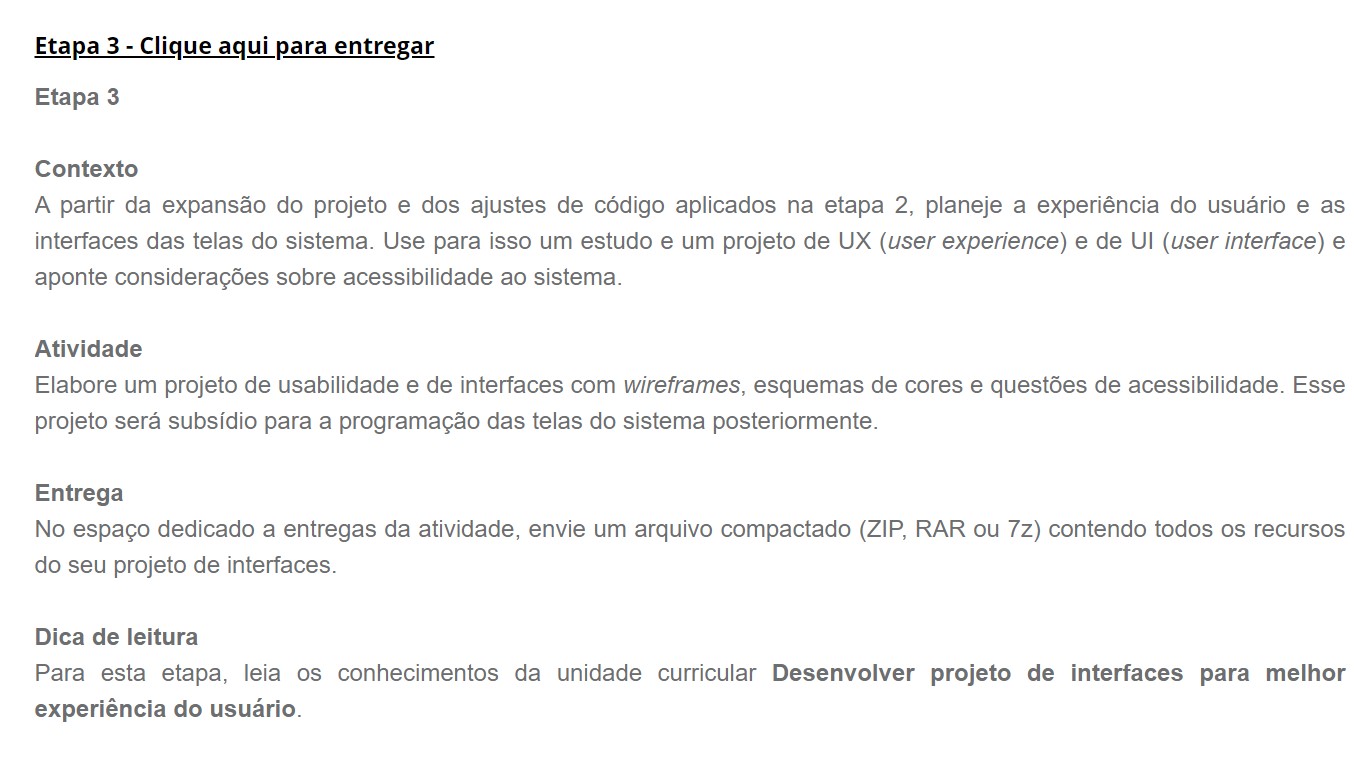 Etapa 3 - Clique aqui para entregar
Etapa 3
Contexto
A partir da expansão do projeto e dos ajustes de código aplicados na etapa 2, planeje a experiência do usuário e as
interfaces das telas do sistema. Use para isso um estudo e um projeto de UX (user experience) e de UI (user interface) e
aponte considerações sobre acessibilidade ao sistema.
Atividade
Elabore um projeto de usabilidade e de interfaces com wireframes, esquemas de cores e questões de acessibilidade. Esse
projeto será subsídio para a programação das telas do sistema posteriormente.
Entrega
No espaço dedicado a entregas da atividade, envie um arquivo compactado (ZIP, RAR ou 7z) contendo todos os recursos
do seu projeto de interfaces.
Dica de leitura
Para esta etapa, leia os conhecimentos da unidade curricular Desenvolver projeto de interfaces para melhor
experiência do usuário.